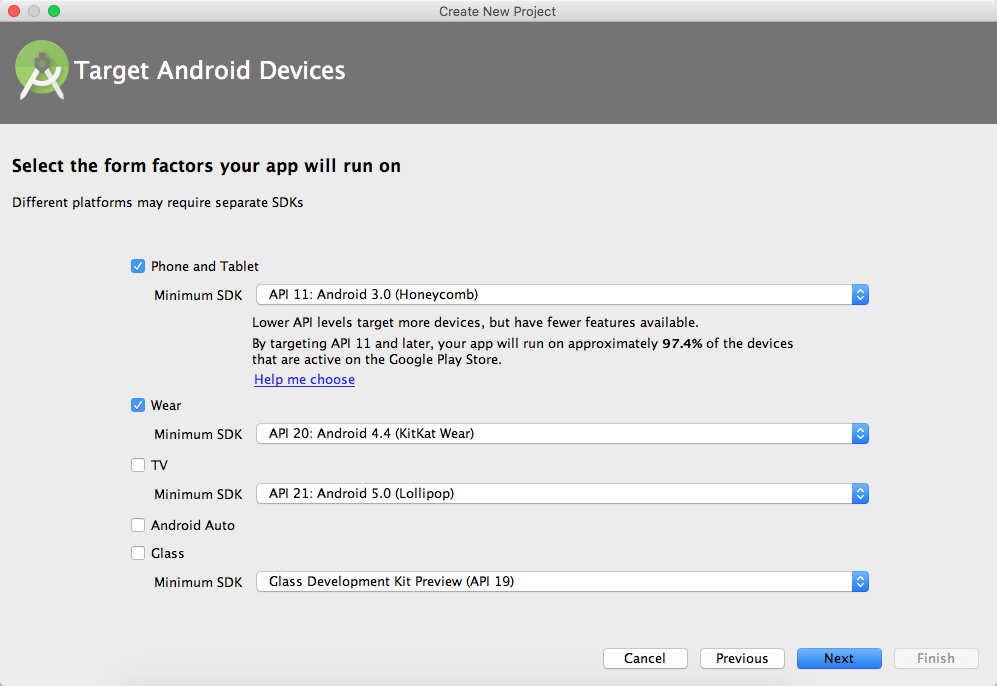 Create New Project
Target Android Devices
Select the form factors your app will run on
Different platforms may require separate SDKs
Phone and Tablet
Minimum SDK API 11: Android 3.0 (Honeycomb)
Lower API levels target more devices, but have fewer features available.
By targeting API 11 and later, your app will run on approximately 97.4% of the devices
that are active on the Google Play Store.
Help me choose
Wear
Minimum SDK API 20: Android 4.4 (KitKat Wear)
TV
Minimum SDK API 21: Android 5.0 (Lollipop)
Android Auto
Glass
Minimum SDK Glass Development Kit Preview (API 19)
Cancel Previous Next Finish